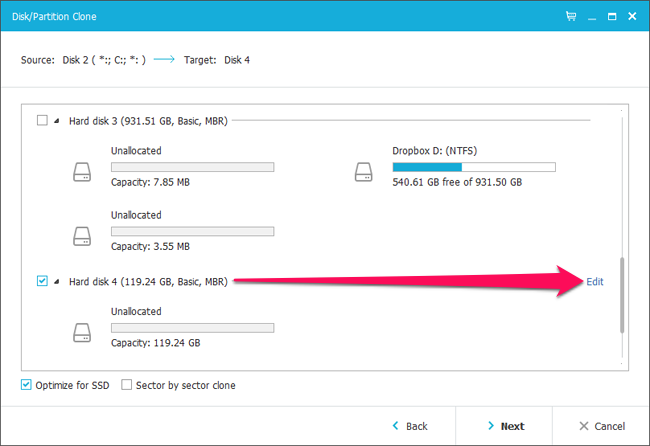 Disk/Partition Clone
Source: Disk 2 ( *:; C:; *: ) Target: Disk 4
Hard disk 3 (931.51 GB, Basic, MBR)
Unallocated
Capacity: 7.85 MB
Dropbox D: (NTFS)
540.61 GB free of 931.50 GB
Unallocated
Capacity: 3.55 MB
Hard disk 4 (119.24 GB, Basic, MBR)
Edit
Unallocated
Capacity: 119.24 GB
Optimize for SSD
Sector by sector clone
Back
Next
Cancel